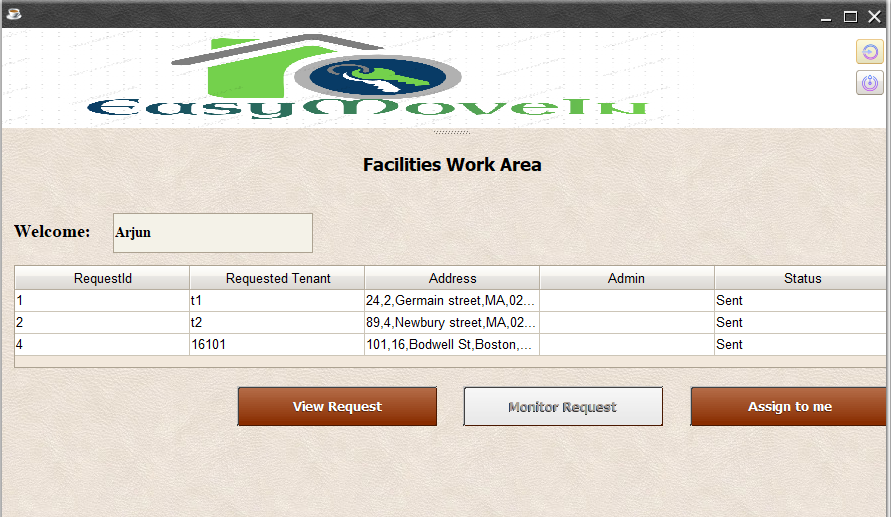 EasyMoveIn
Facilities Work Area
Welcome: Arjun
RequestId Requested Tenant Address Admin Status
1 t1 24,2,Germain street,MA,02... Sent
2 t2 89,4,Newbury street,MA,02... Sent
4 16101 101,16,Bodwell St,Boston,... Sent
View Request Monitor Request Assign to me